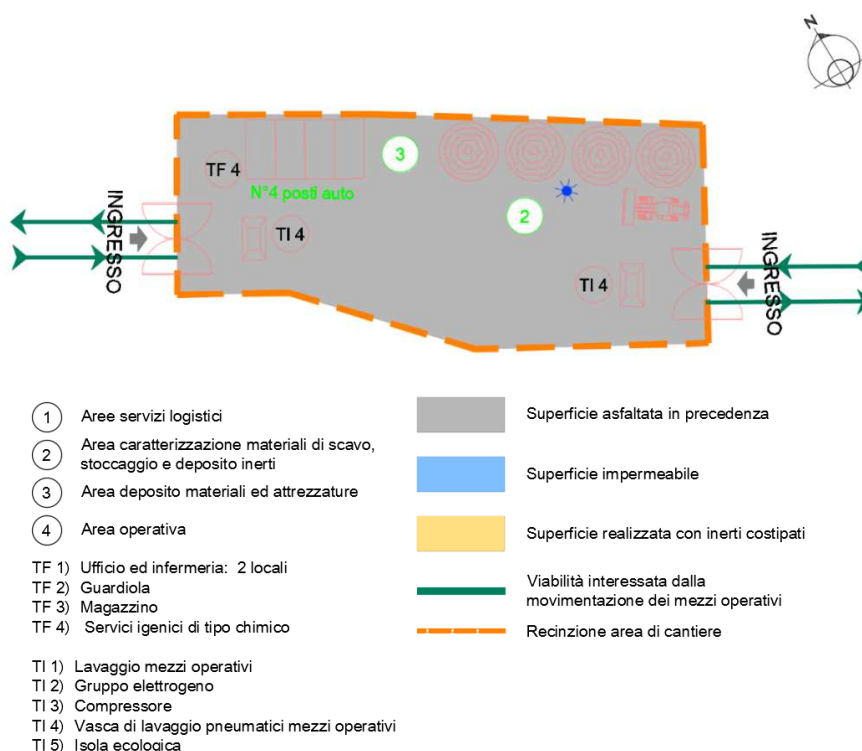 N
TF 4
3
N°4 posti auto
2
INGRESSO
TI 4
TI 4
INGRESSO
1 Aree servizi logistici
2 Area caratterizzazione materiali di scavo,
stoccaggio e deposito inerti
3 Area deposito materiali ed attrezzature
4 Area operativa
TF 1) Ufficio ed infermeria: 2 locali
TF 2) Guardiola
TF 3) Magazzino
TF 4) Servici igenici di tipo chimico
TI 1) Lavaggio mezzi operativi
TI 2) Gruppo elettrogeno
TI 3) Compressore
TI 4) Vasca di lavaggio pneumatici mezzi operativi
TI 5) Isola ecologica
Superficie asfaltata in precedenza
Superficie impermeabile
Superficie realizzata con inerti costipati
Viabilità interessata dalla
movimentazione dei mezzi operativi
Recinzione area di cantiere